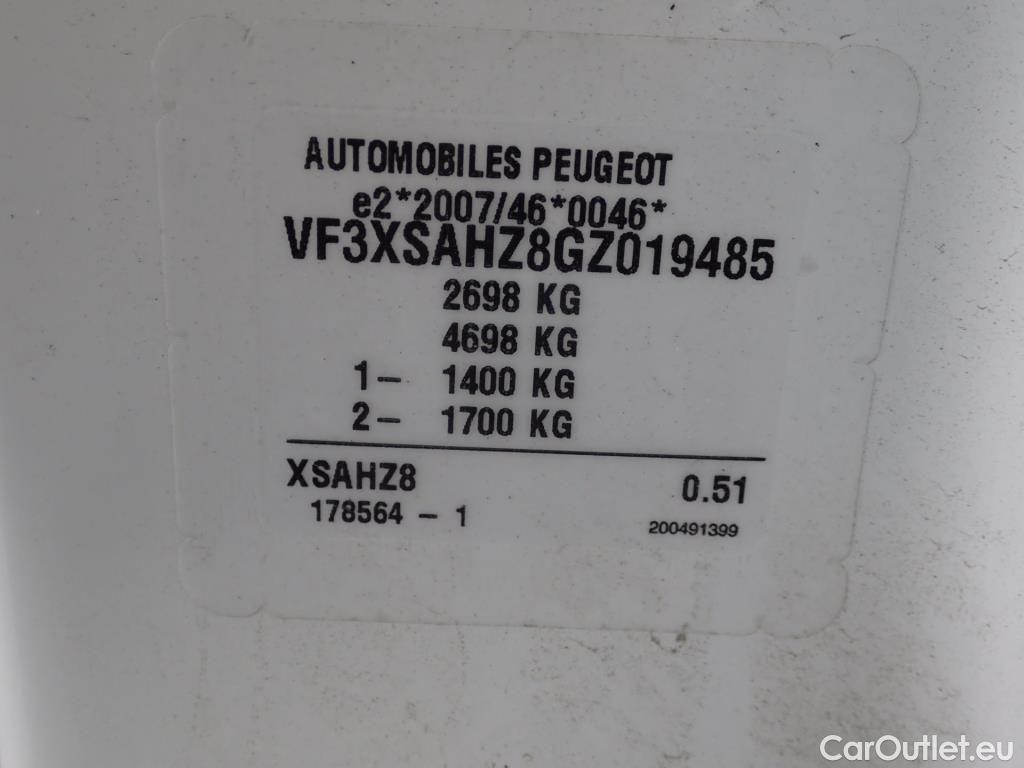 AUTOMOBILES PEUGEOT
e2*2007/46*0046*
VF3XSAHZ8GZ019485
2698 KG
4698 KG
1- 1400 KG
2- 1700 KG
XSAHZ8 0.51
178564 - 1 200491399
CarOutlet.eu